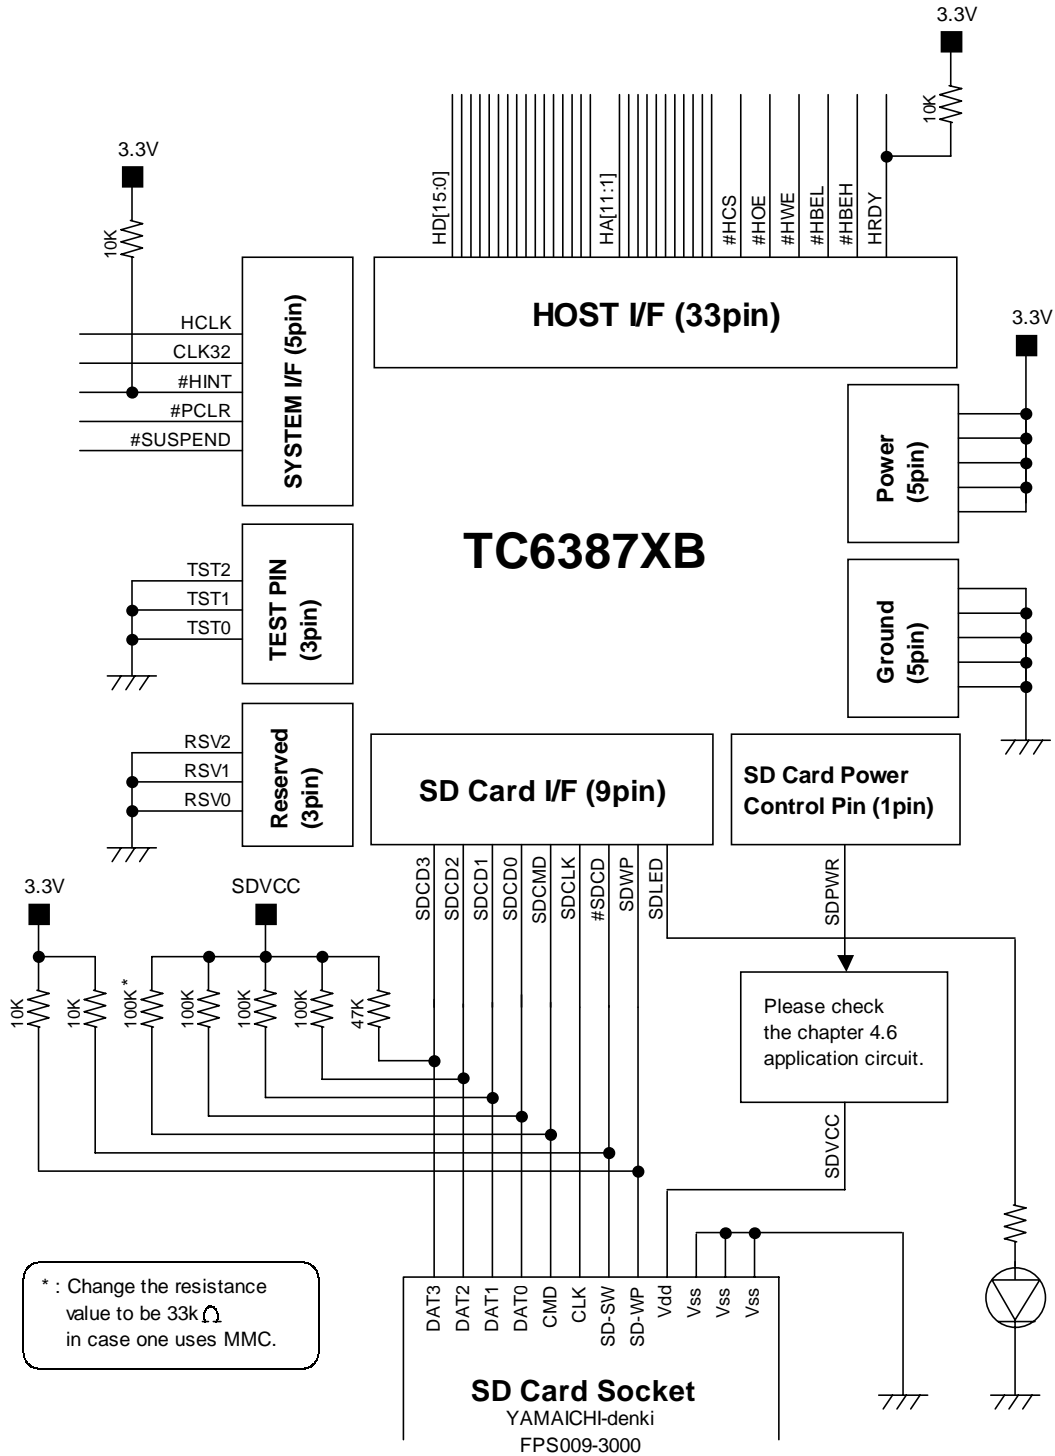 3.3V
10K
3.3V
10K
HD[15:0]
HA[11:1]
#HCS
#HOE
#HWE
#HBEL
#HBEH
HRDY
HOST I/F (33pin)
HCLK
CLK32
#HINT
#PCLR
#SUSPEND
SYSTEM I/F (5pin)
3.3V
Power
(5pin)
TC6387XB
TST2
TST1
TST0
TEST PIN
(3pin)
Ground
(5pin)
RSV2
RSV1
RSV0
Reserved
(3pin)
SD Card I/F (9pin)
SD Card Power
Control Pin (1pin)
SDCD3
SDCD2
SDCD1
SDCD0
SDCMD
SDCLK
#SDCD
SDWP
SDLED
SDPWR
3.3V
SDVCC
10K
10K
100K *
100K
100K
100K
47K
Please check
the chapter 4.6
application circuit.
SDVCC
* : Change the resistance
value to be 33k Ω
in case one uses MMC.
DAT3
DAT2
DAT1
DAT0
CMD
CLK
SD-SW
SD-WP
Vdd
Vss
Vss
Vss
SD Card Socket
YAMAICHI-denki
FPS009-3000